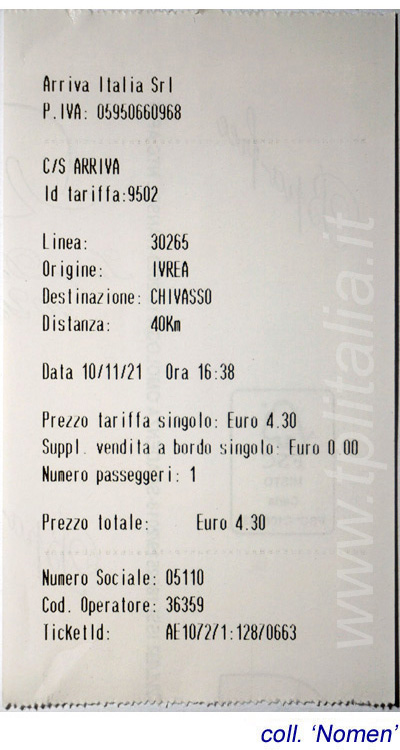 Arriva Italia Srl
P.IVA: 05950660968
C/S ARRIVA
Id tariffa:9502
Linea: 30265
Origine: IVREA
Destinazione: CHIVASSO
Distanza: 40Km
Data 10/11/21 Ora 16:38
Prezzo tariffa singolo: Euro 4.30
Suppl. vendita a bordo singolo: Euro 0.00
Numero passeggeri: 1
Prezzo totale: Euro 4.30
Numero Sociale: 05110
Cod. Operatore: 36359
TicketId: AE1072/1:12870663
www.tplitalia.it
coll. ‘Nomen’